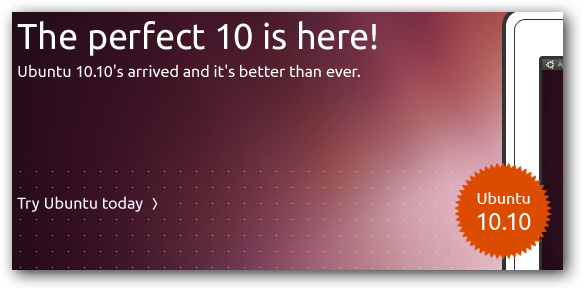 The perfect 10 is here!
Ubuntu 10.10's arrived and it's better than ever.
Try Ubuntu today 〉
Ubuntu
10.10